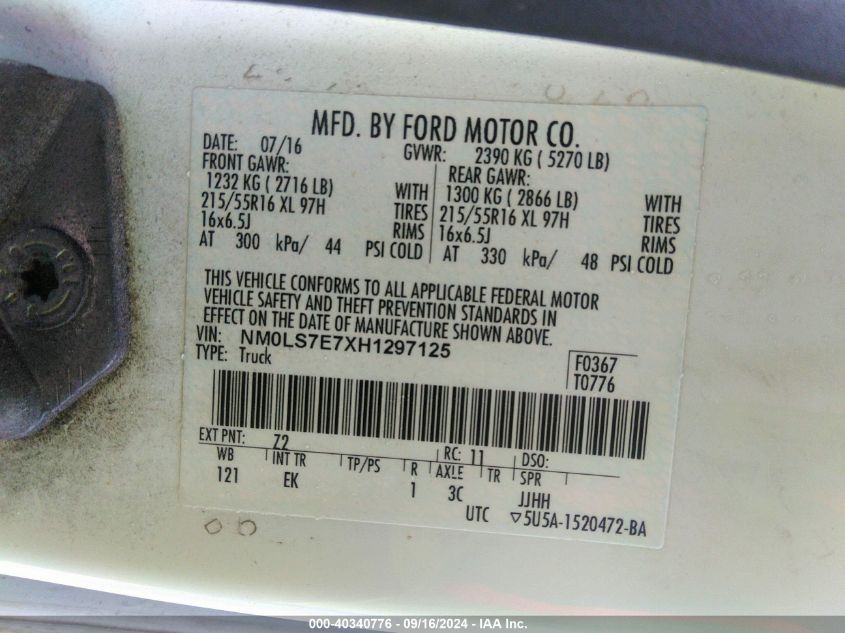 MFD. BY FORD MOTOR CO.
DATE: 07/16 GVWR: 2390 KG ( 5270 LB)
FRONT GAWR: REAR GAWR:
1232 KG ( 2716 LB) WITH 1300 KG ( 2866 LB) WITH
215/55R16 XL 97H TIRES 215/55R16 XL 97H TIRES
16x6.5J RIMS 16x6.5J RIMS
AT 300 kPa/ 44 PSI COLD AT 330 kPa/ 48 PSI COLD
THIS VEHICLE CONFORMS TO ALL APPLICABLE FEDERAL MOTOR
VEHICLE SAFETY AND THEFT PREVENTION STANDARDS IN
EFFECT ON THE DATE OF MANUFACTURE SHOWN ABOVE.
VIN: NM0LS7E7XH1297125
TYPE: Truck
F0367
T0776
EXT PNT: Z2 RC: 11 DSO:
WB INT TR TP/PS R AXLE TR SPR
121 EK 1 3C JJHH
UTC ▽5U5A-1520472-BA
000-40340776 - 09/16/2024 - IAA Inc.